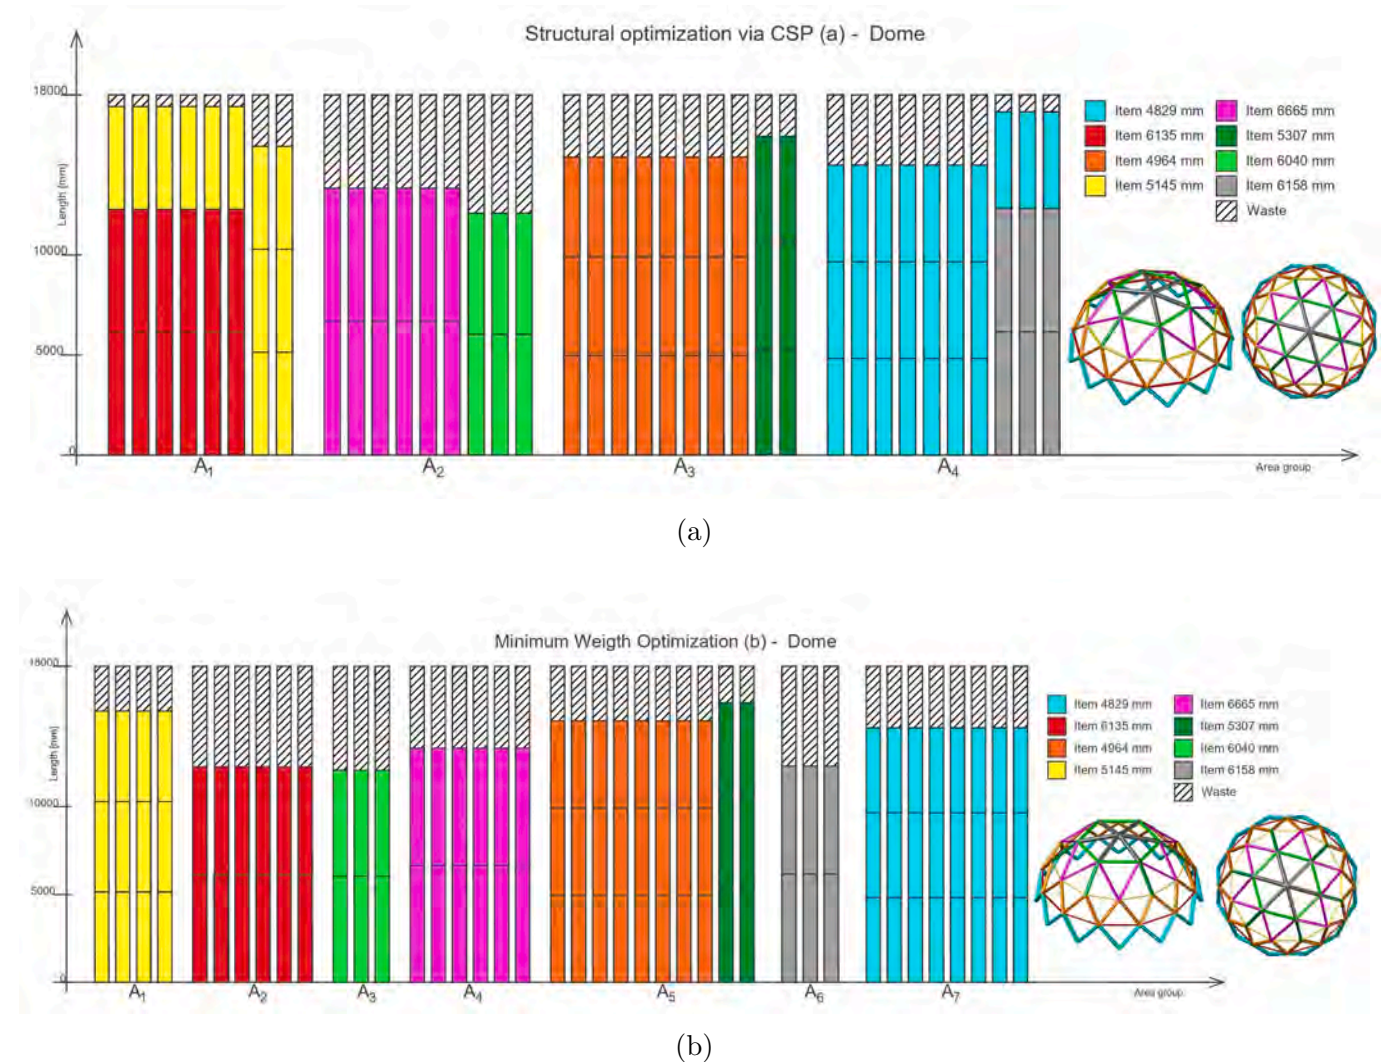 Structural optimization via CSP (a) - Dome
18000
10000
5000
0
Length [mm]
A1
A2
A3
A4
Area group
Item 4829 mm
Item 6665 mm
Item 6135 mm
Item 5307 mm
Item 4964 mm
Item 6040 mm
Item 5145 mm
Item 6158 mm
Waste
(a)
Minimum Weigth Optimization (b) - Dome
18000
10000
5000
0
Length [mm]
A1
A2
A3
A4
A5
A6
A7
Area group
Item 4829 mm
Item 6665 mm
Item 6135 mm
Item 5307 mm
Item 4964 mm
Item 6040 mm
Item 5145 mm
Item 6158 mm
Waste
(b)